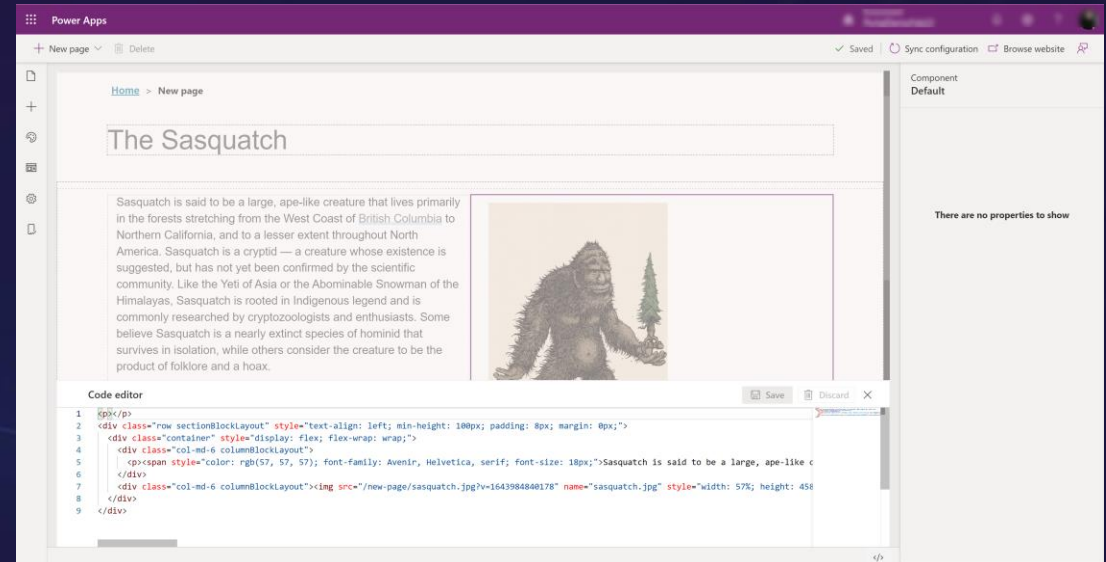 Power Apps
New page
Delete
Saved
Sync configuration
Browse website
Home > New page
The Sasquatch
Sasquatch is said to be a large, ape-like creature that lives primarily
in the forests stretching from the West Coast of British Columbia to
Northern California, and to a lesser extent throughout North
America. Sasquatch is a cryptid — a creature whose existence is
suggested, but has not yet been confirmed by the scientific
community. Like the Yeti of Asia or the Abominable Snowman of the
Himalayas, Sasquatch is rooted in Indigenous legend and is
commonly researched by cryptozoologists and enthusiasts. Some
believe Sasquatch is a nearly extinct species of hominid that
survives in isolation, while others consider the creature to be the
product of folklore and a hoax.
Component
Default
There are no properties to show
Code editor
Save
Discard
1 <p></p>
2 <div class="row sectionBlockLayout" style="text-align: left; min-height: 100px; padding: 8px; margin: 0px;">
3 <div class="container" style="display: flex; flex-wrap: wrap;">
4 <div class="col-md-6 columnBlockLayout">
5 <p><span style="color: rgb(57, 57, 57); font-family: Avenir, Helvetica, serif; font-size: 18px;">Sasquatch is said to be a large, ape-like c
6 </div>
7 <div class="col-md-6 columnBlockLayout"><img src="/new-page/sasquatch.jpg?v=1643984840178" name="sasquatch.jpg" style="width: 57%; height: 458
8 </div>
9 </div>
</>